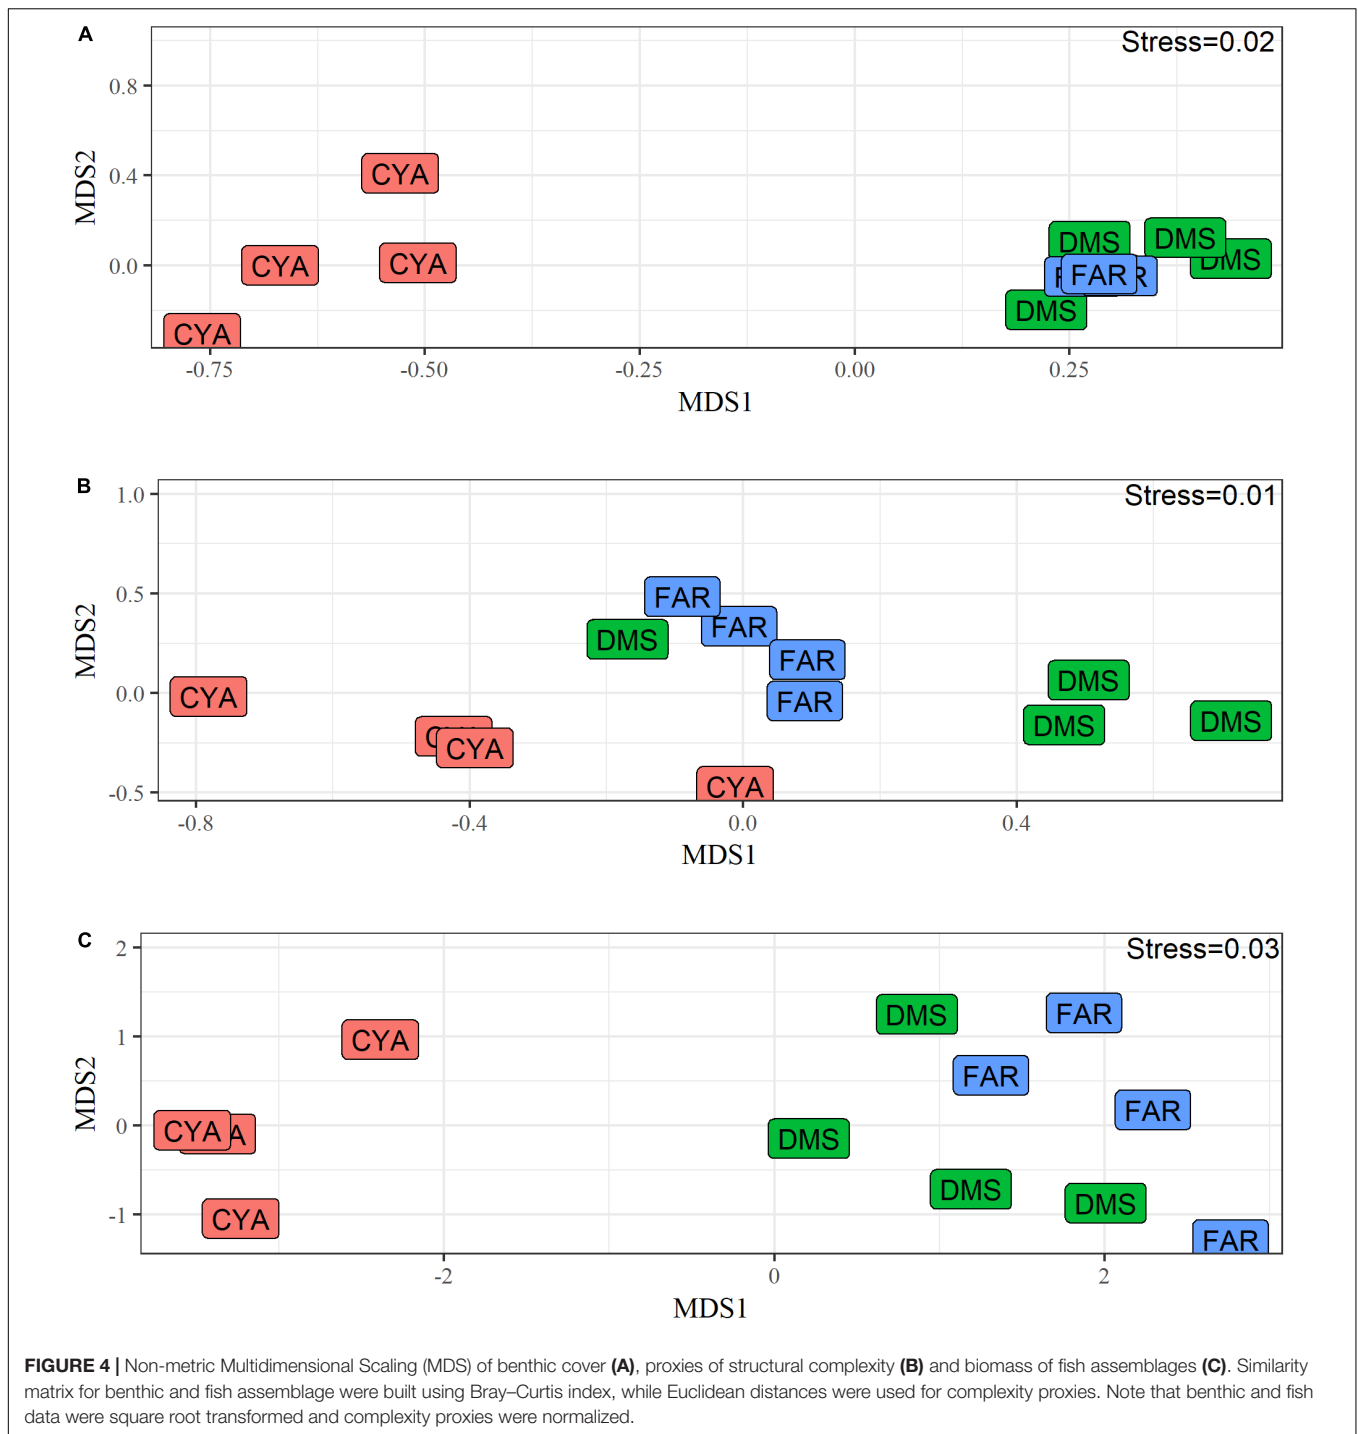 A
Stress=0.02
MDS2
0.8
0.4
0.0
CYA
CYA
CYA
CYA
DMS
DMS
DMS
FAR
DMS
-0.75 -0.50 -0.25 0.00 0.25
MDS1
B
Stress=0.01
MDS2
1.0
0.5
0.0
-0.5
FAR
FAR
DMS
FAR
FAR
CYA
DMS
DMS
DMS
CYA
CYA
-0.8 -0.4 0.0 0.4
MDS1
C
Stress=0.03
MDS2
2
1
0
-1
DMS
FAR
CYA
FAR
FAR
CYA
DMS
DMS
DMS
CYA
FAR
-2 0 2
MDS1
FIGURE 4 | Non-metric Multidimensional Scaling (MDS) of benthic cover (A), proxies of structural complexity (B) and biomass of fish assemblages (C). Similarity
matrix for benthic and fish assemblage were built using Bray–Curtis index, while Euclidean distances were used for complexity proxies. Note that benthic and fish
data were square root transformed and complexity proxies were normalized.